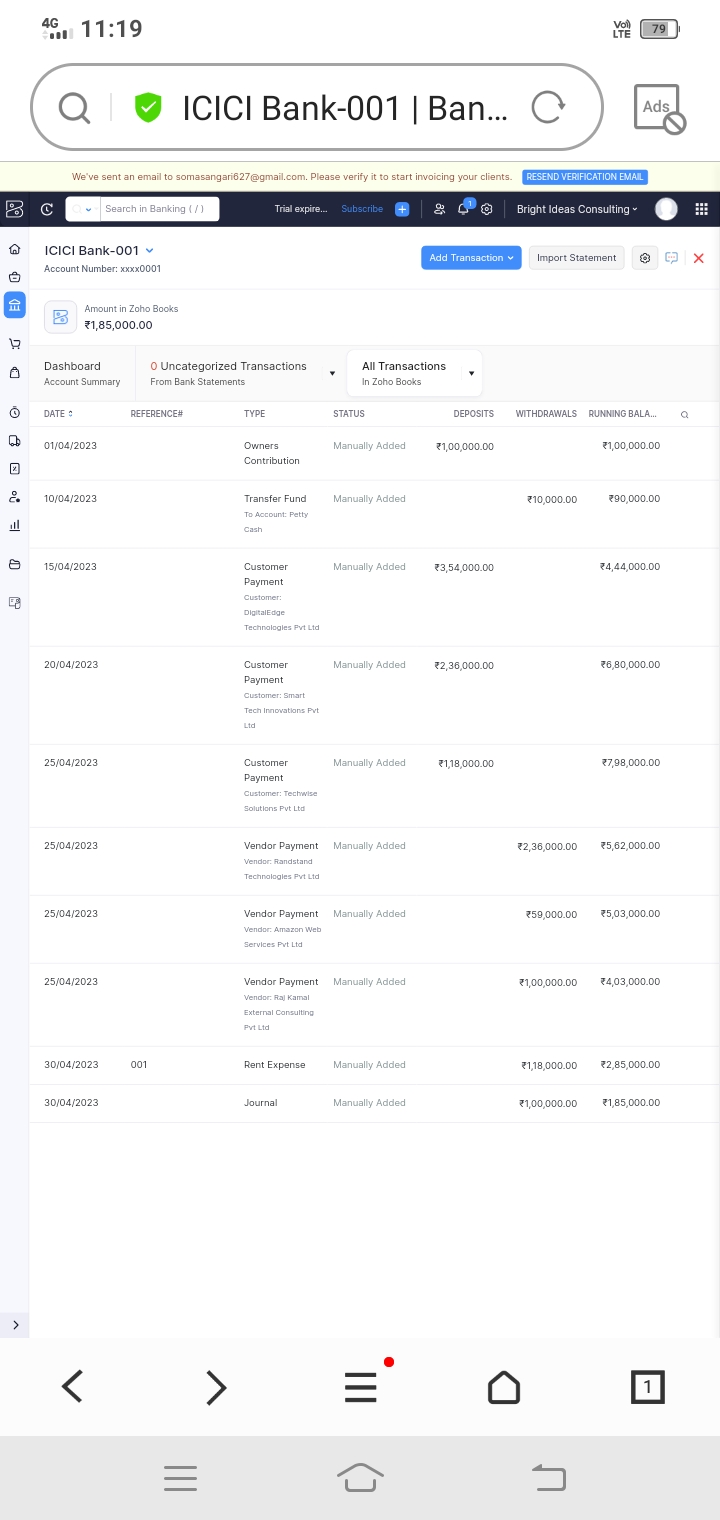 4G 11:19 Vo) LTE 79
ICICI Bank-001 | Ban... Ads
We've sent an email to somasangari627@gmail.com. Please verify it to start invoicing your clients. RESEND VERIFICATION EMAIL
Search in Banking ( / ) Trial expire... Subscribe 1 Bright Ideas Consulting
ICICI Bank-001
Account Number: xxxx0001
Add Transaction Import Statement
Amount in Zoho Books
₹1,85,000.00
Dashboard 0 Uncategorized Transactions All Transactions
Account Summary From Bank Statements In Zoho Books
DATE REFERENCE# TYPE STATUS DEPOSITS WITHDRAWALS RUNNING BALA...
01/04/2023 Owners Manually Added ₹1,00,000.00 ₹1,00,000.00
Contribution
10/04/2023 Transfer Fund Manually Added ₹10,000.00 ₹90,000.00
To Account: Petty
Cash
15/04/2023 Customer Manually Added ₹3,54,000.00 ₹4,44,000.00
Payment
Customer:
DigitalEdge
Technologies Pvt Ltd
20/04/2023 Customer Manually Added ₹2,36,000.00 ₹6,80,000.00
Payment
Customer: Smart
Tech Innovations Pvt
Ltd
25/04/2023 Customer Manually Added ₹1,18,000.00 ₹7,98,000.00
Payment
Customer: Techwise
Solutions Pvt Ltd
25/04/2023 Vendor Payment Manually Added ₹2,36,000.00 ₹5,62,000.00
Vendor: Randstand
Technologies Pvt Ltd
25/04/2023 Vendor Payment Manually Added ₹59,000.00 ₹5,03,000.00
Vendor: Amazon Web
Services Pvt Ltd
25/04/2023 Vendor Payment Manually Added ₹1,00,000.00 ₹4,03,000.00
Vendor: Raj Kamal
External Consulting
Pvt Ltd
30/04/2023 001 Rent Expense Manually Added ₹1,18,000.00 ₹2,85,000.00
30/04/2023 Journal Manually Added ₹1,00,000.00 ₹1,85,000.00
1